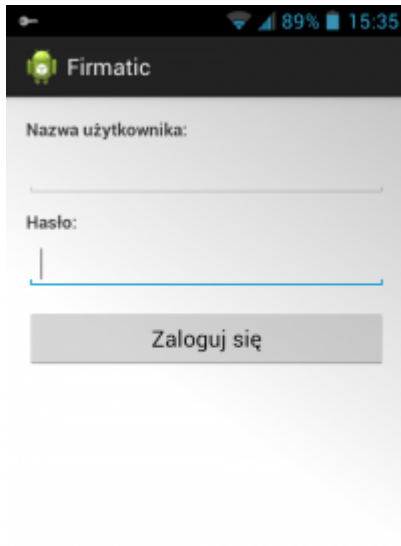 89% 15:35
Firmatic
Nazwa użytkownika:
Hasło:
Zaloguj się